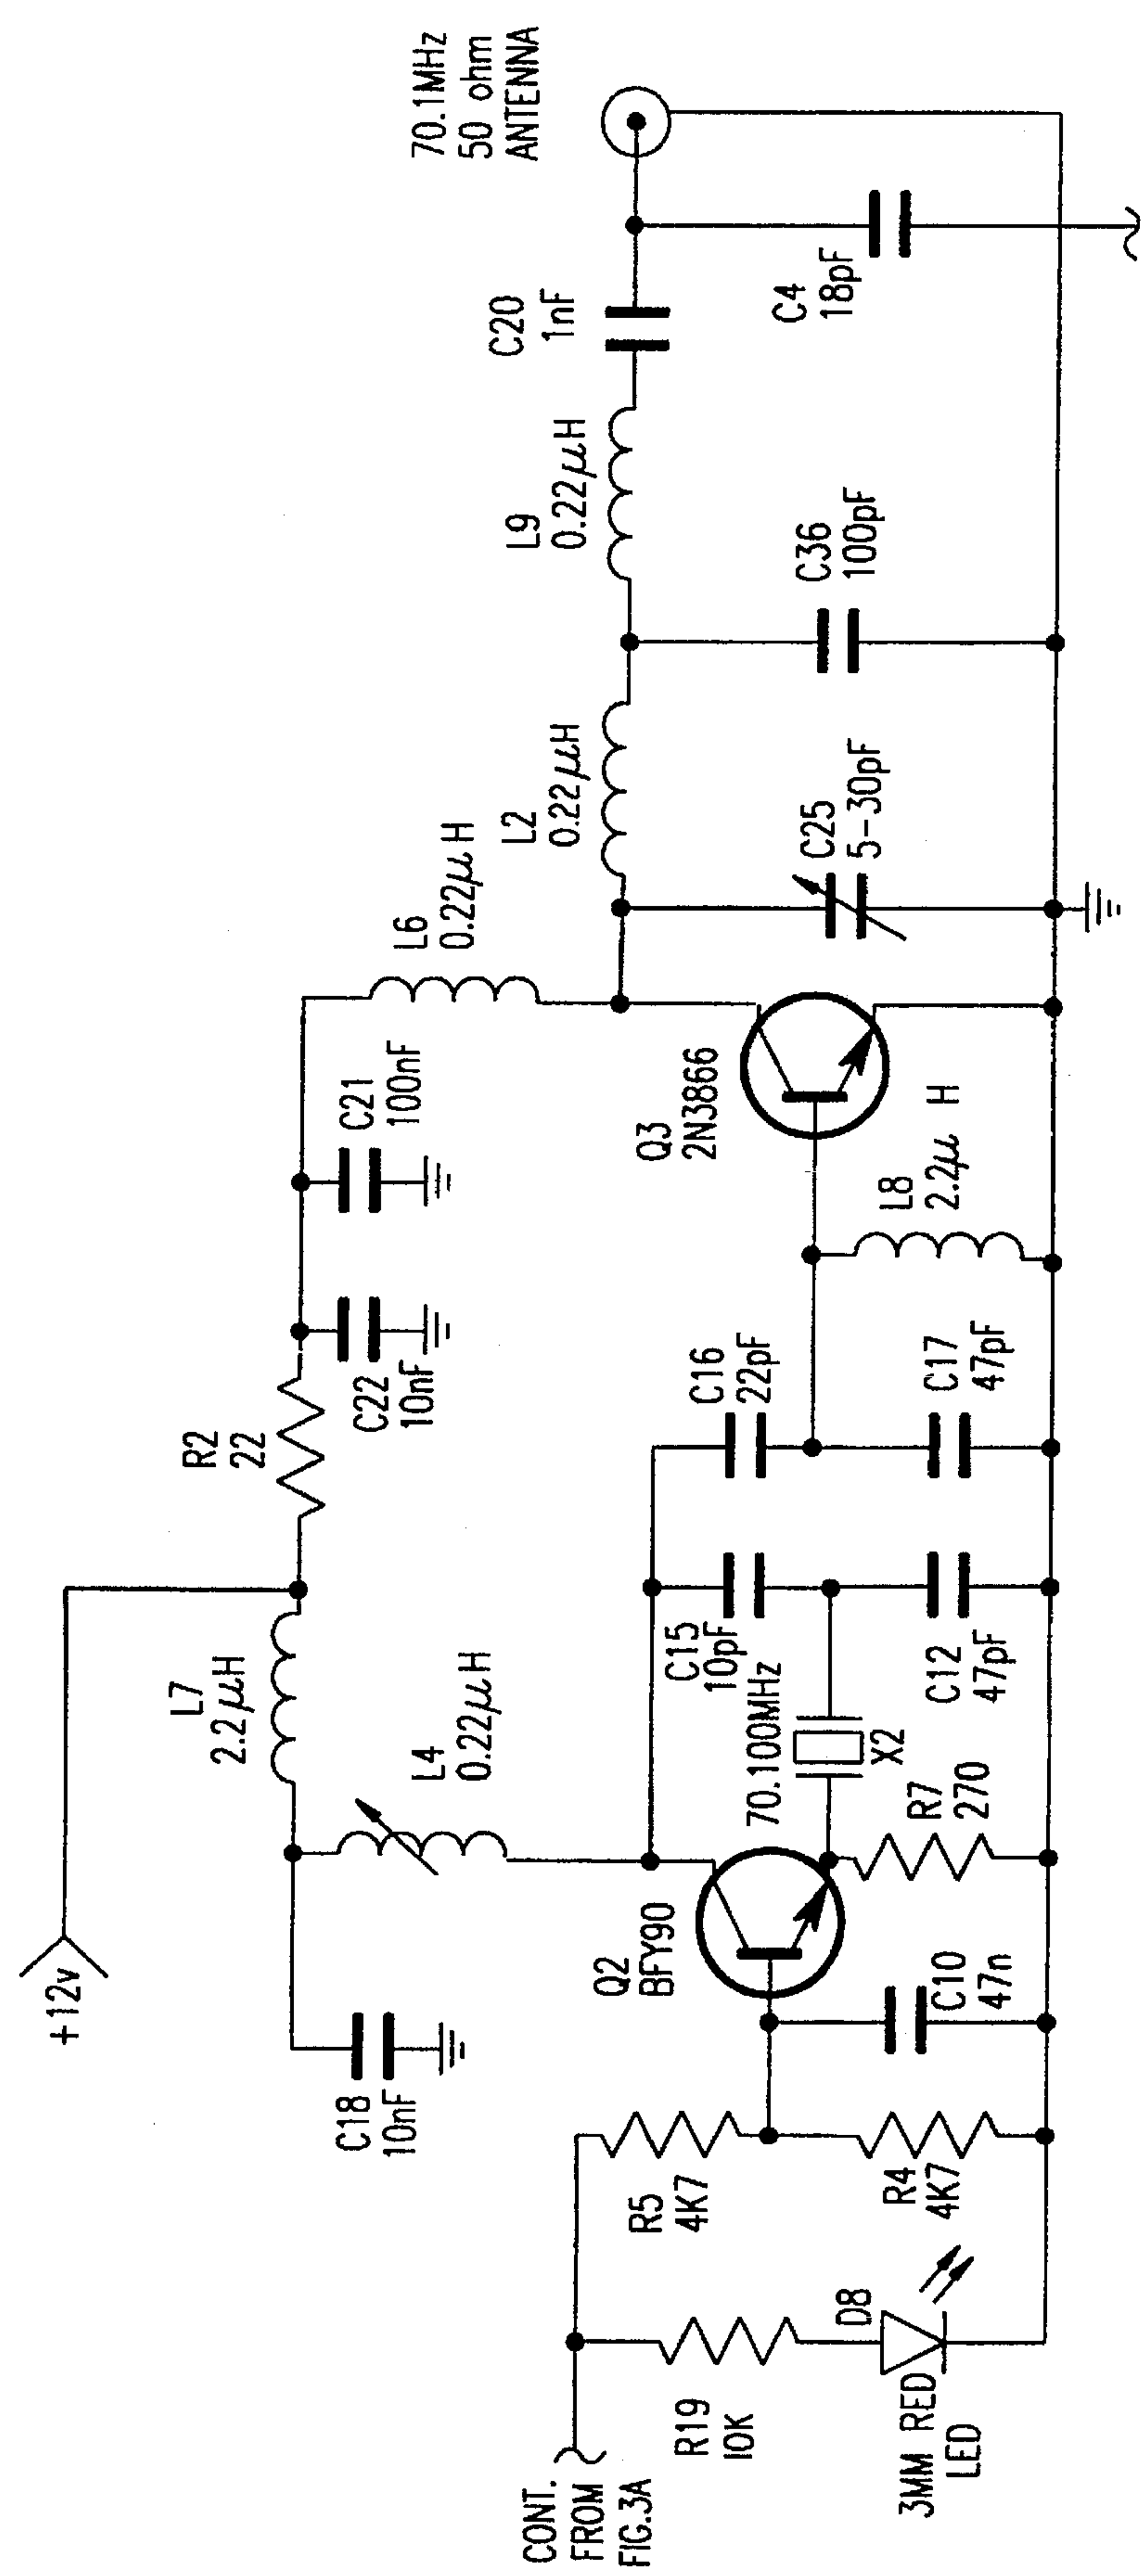 +12v
L7
2.2μH
R2
22
C18
10nF
L4
0.22μH
C22
10nF
C21
100nF
L6
0.22μH
70.1MHz
50 ohm
ANTENNA
CONT.
FROM
FIG.3A
R19
10K
3MM RED
LED
D8
R5
4K7
R4
4K7
Q2
BFY90
C10
47n
R7
270
70.100MHz
X2
C15
10pF
C12
47pF
C16
22pF
C17
47pF
L8
2.2μ H
Q3
2N3866
L2
0.22μH
C25
5-30pF
L9
0.22μH
C36
100pF
C20
1nF
C4
18pF